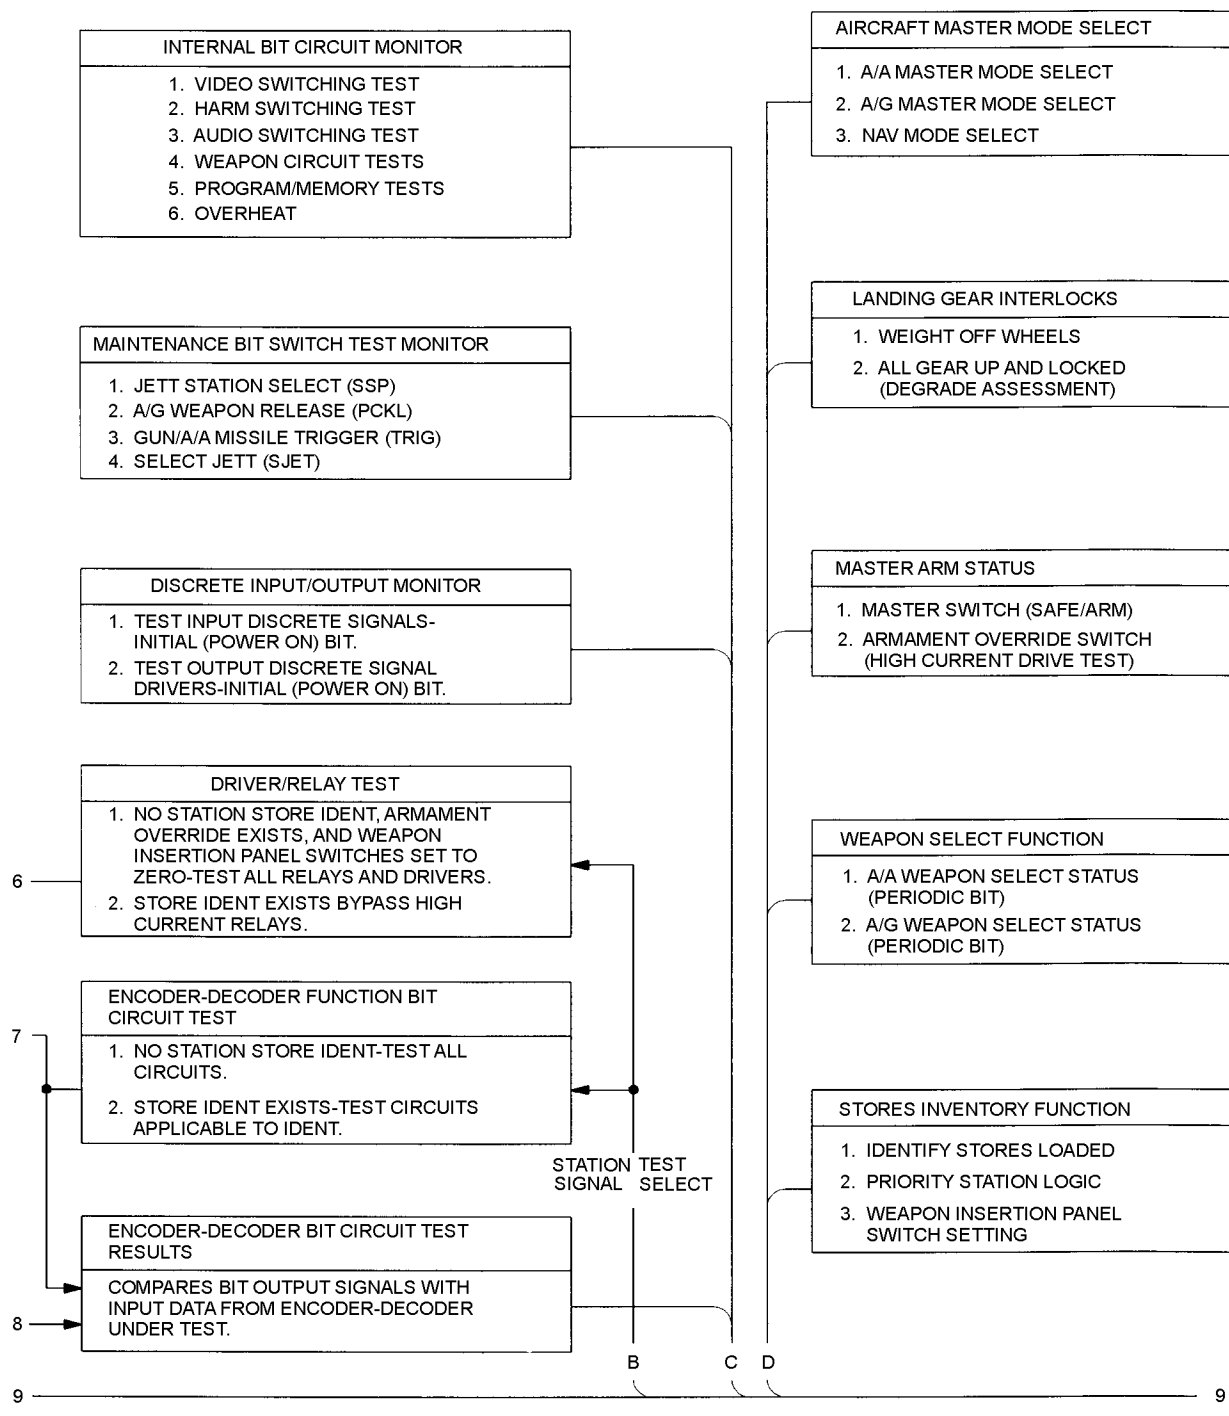 INTERNAL BIT CIRCUIT MONITOR
1. VIDEO SWITCHING TEST
2. HARM SWITCHING TEST
3. AUDIO SWITCHING TEST
4. WEAPON CIRCUIT TESTS
5. PROGRAM/MEMORY TESTS
6. OVERHEAT
MAINTENANCE BIT SWITCH TEST MONITOR
1. JETT STATION SELECT (SSP)
2. A/G WEAPON RELEASE (PCKL)
3. GUN/A/A MISSILE TRIGGER (TRIG)
4. SELECT JETT (SJET)
DISCRETE INPUT/OUTPUT MONITOR
1. TEST INPUT DISCRETE SIGNALS-
INITIAL (POWER ON) BIT.
2. TEST OUTPUT DISCRETE SIGNAL
DRIVERS-INITIAL (POWER ON) BIT.
DRIVER/RELAY TEST
1. NO STATION STORE IDENT, ARMAMENT
OVERRIDE EXISTS, AND WEAPON
INSERTION PANEL SWITCHES SET TO
ZERO-TEST ALL RELAYS AND DRIVERS.
2. STORE IDENT EXISTS BYPASS HIGH
CURRENT RELAYS.
6
ENCODER-DECODER FUNCTION BIT
CIRCUIT TEST
1. NO STATION STORE IDENT-TEST ALL
CIRCUITS.
2. STORE IDENT EXISTS-TEST CIRCUITS
APPLICABLE TO IDENT.
7
STATION TEST
SIGNAL SELECT
ENCODER-DECODER BIT CIRCUIT TEST
RESULTS
COMPARES BIT OUTPUT SIGNALS WITH
INPUT DATA FROM ENCODER-DECODER
UNDER TEST.
8
AIRCRAFT MASTER MODE SELECT
1. A/A MASTER MODE SELECT
2. A/G MASTER MODE SELECT
3. NAV MODE SELECT
LANDING GEAR INTERLOCKS
1. WEIGHT OFF WHEELS
2. ALL GEAR UP AND LOCKED
(DEGRADE ASSESSMENT)
MASTER ARM STATUS
1. MASTER SWITCH (SAFE/ARM)
2. ARMAMENT OVERRIDE SWITCH
(HIGH CURRENT DRIVE TEST)
WEAPON SELECT FUNCTION
1. A/A WEAPON SELECT STATUS
(PERIODIC BIT)
2. A/G WEAPON SELECT STATUS
(PERIODIC BIT)
STORES INVENTORY FUNCTION
1. IDENTIFY STORES LOADED
2. PRIORITY STATION LOGIC
3. WEAPON INSERTION PANEL
SWITCH SETTING
B C D
9 9